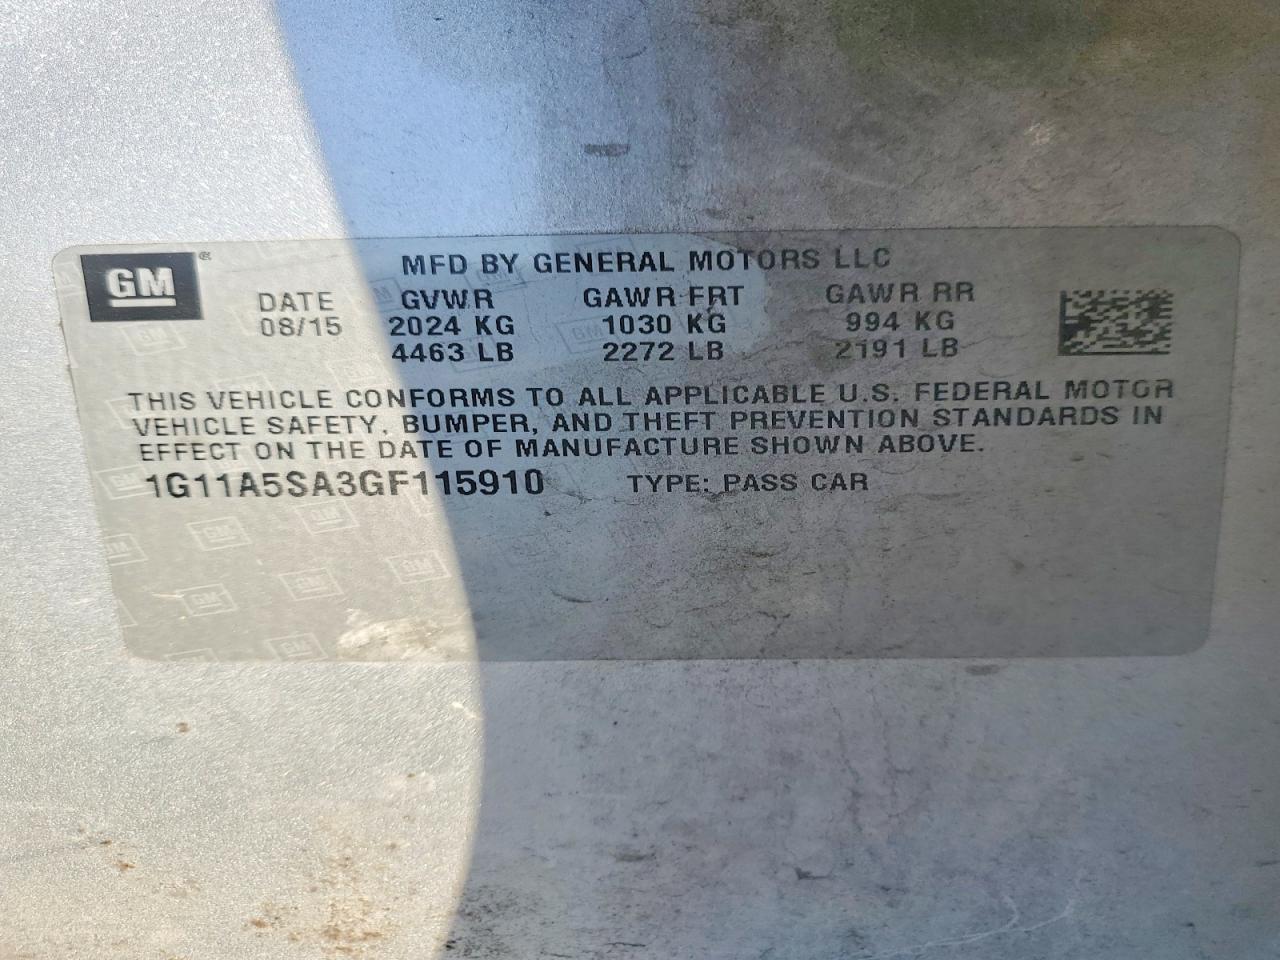 GM
MFD BY GENERAL MOTORS LLC
DATE GVWR GAWR FRT GAWR RR
08/15 2024 KG 1030 KG 994 KG
4463 LB 2272 LB 2191 LB
THIS VEHICLE CONFORMS TO ALL APPLICABLE U.S. FEDERAL MOTOR
VEHICLE SAFETY, BUMPER, AND THEFT PREVENTION STANDARDS IN
EFFECT ON THE DATE OF MANUFACTURE SHOWN ABOVE.
1G11A5SA3GF115910 TYPE: PASS CAR